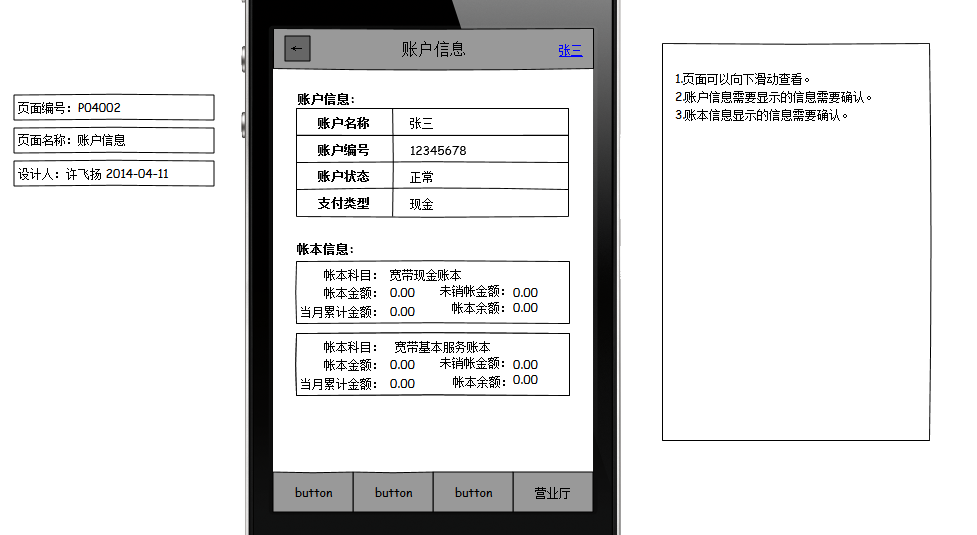 页面编号：P04002
页面名称：账户信息
设计人：许飞扬 2014-04-11
← 账户信息 张三
账户信息：
账户名称 张三
账户编号 12345678
账户状态 正常
支付类型 现金
帐本信息：
帐本科目： 宽带现金账本
帐本金额： 0.00 未销帐金额：0.00
当月累计金额： 0.00 帐本余额：0.00
帐本科目： 宽带基本服务账本
帐本金额： 0.00 未销帐金额：0.00
当月累计金额： 0.00 帐本余额：0.00
button button button 营业厅
1.页面可以向下滑动查看。
2.账户信息需要显示的信息需要确认。
3.账本信息显示的信息需要确认。